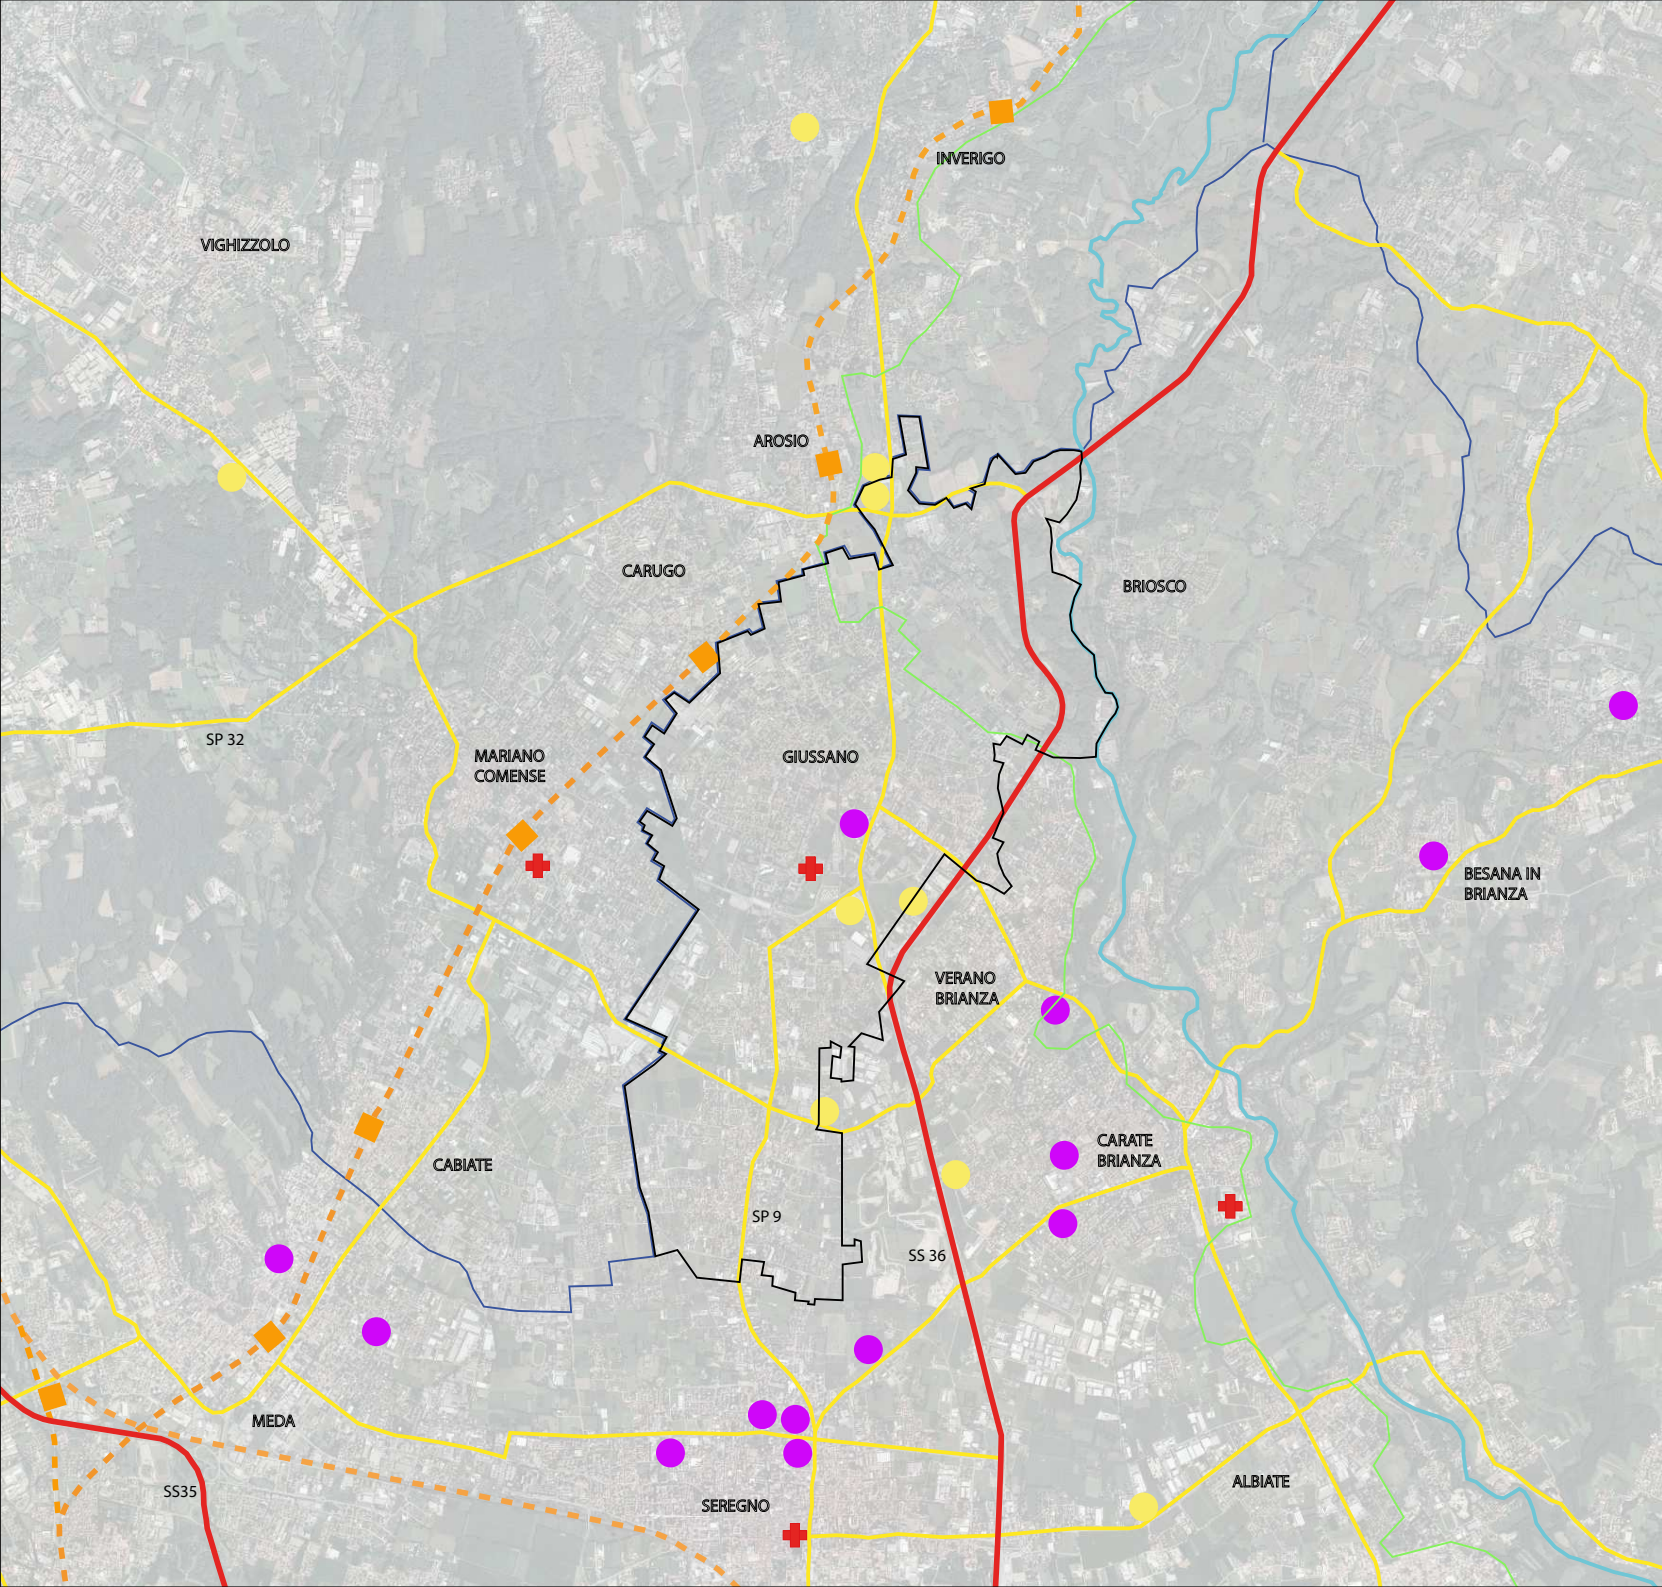 INVERIGO
VIGHIZZOLO
AROSIO
CARUGO
BRIOSCO
SP 32
MARIANO
COMENSE
GIUSSANO
BESANA IN
BRIANZA
VERANO
BRIANZA
CARATE
BRIANZA
CABIATE
SP 9
SS 36
MEDA
SS35
SEREGNO
ALBIATE